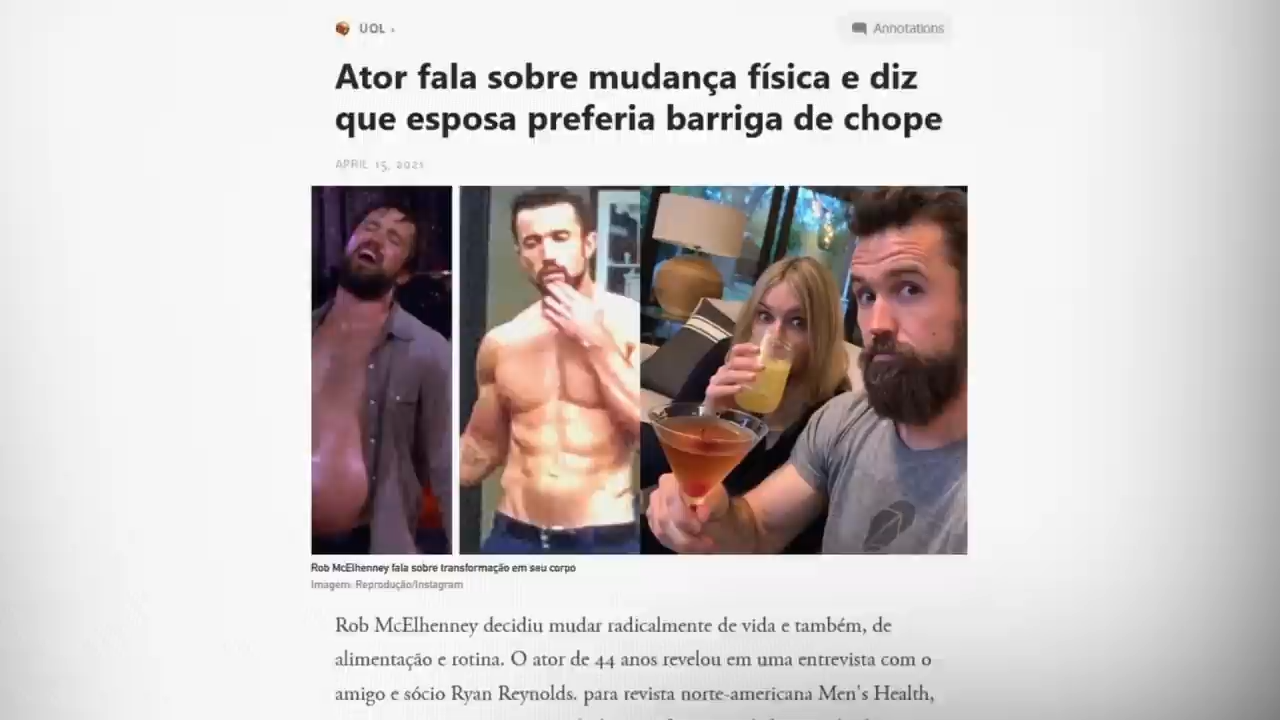 UOL
Annotations
Ator fala sobre mudança física e diz
que esposa preferia barriga de chope
APRIL 15, 2021
Rob McElhenney fala sobre transformação em seu corpo
Imagem: Reprodução/Instagram
Rob McElhenney decidiu mudar radicalmente de vida e também, de
alimentação e rotina. O ator de 44 anos revelou em uma entrevista com o
amigo e sócio Ryan Reynolds. para revista norte-americana Men's Health,